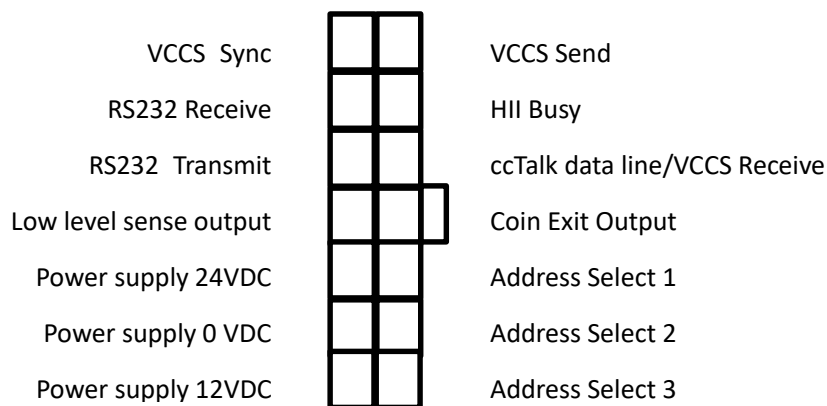 VCCS Sync VCCS Send
RS232 Receive HII Busy
RS232 Transmit ccTalk data line/VCCS Receive
Low level sense output Coin Exit Output
Power supply 24VDC Address Select 1
Power supply 0 VDC Address Select 2
Power supply 12VDC Address Select 3